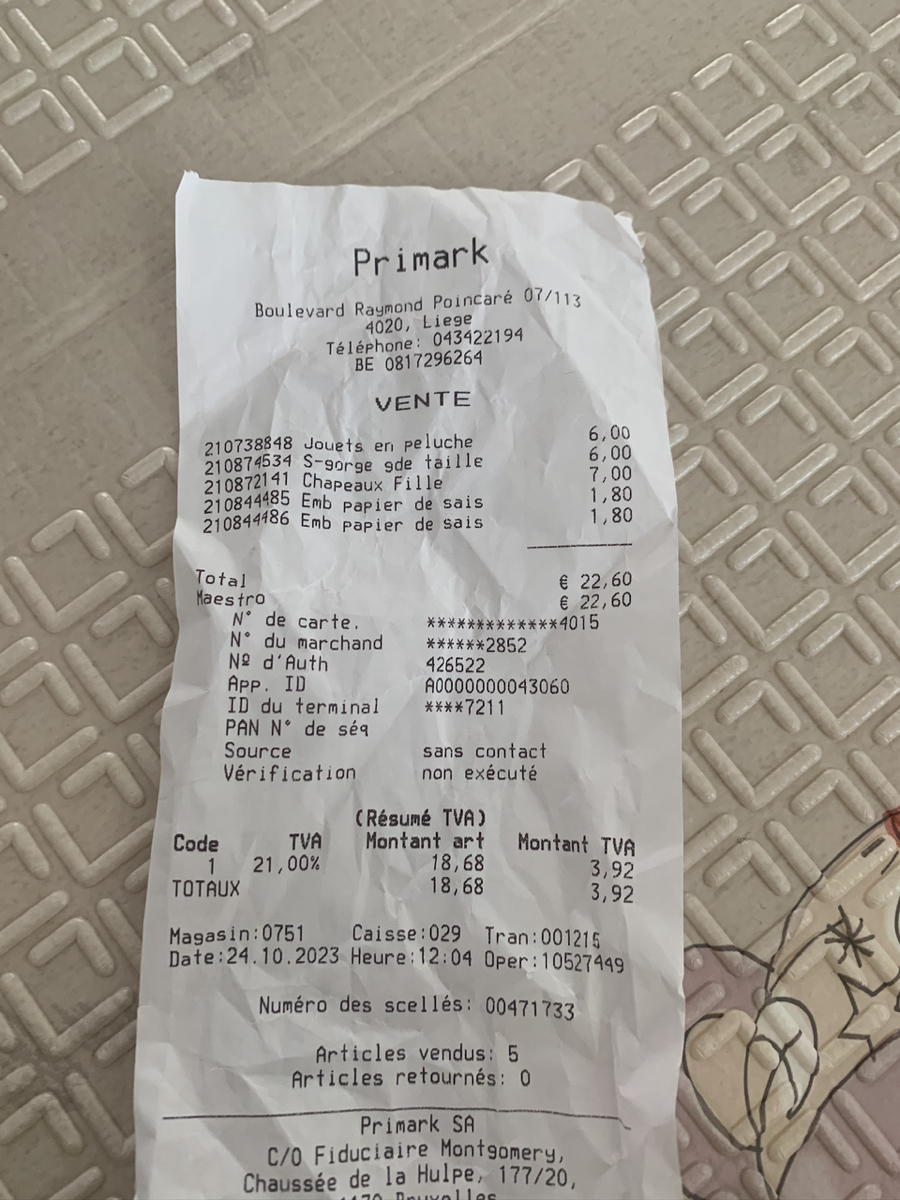 Primark
Boulevard Raymond Poincaré 07/113
4020, Liege
Téléphone: 043422194
BE 0817296264
VENTE
210738848 Jouets en peluche 6,00
210874534 S-gorge gde taille 6,00
210872141 Chapeaux Fille 7,00
210844485 Emb papier de sais 1,80
210844486 Emb papier de sais 1,80
Total € 22,60
Maestro € 22,60
N° de carte. *************4015
N° du marchand ******2852
Nº d'Auth 426522
App. ID A0000000043060
ID du terminal ****7211
PAN N° de séq
Source sans contact
Vérification non exécuté
(Résumé TVA)
Code TVA Montant art Montant TVA
1 21,00% 18,68 3,92
TOTAUX 18,68 3,92
Magasin:0751 Caisse:029 Tran:001215
Date:24.10.2023 Heure:12:04 Oper:10527449
Numéro des scellés: 00471733
Articles vendus: 5
Articles retournés: 0
Primark SA
C/O Fiduciaire Montgomery,
Chaussée de la Hulpe, 177/20,
1170 Bruxelles